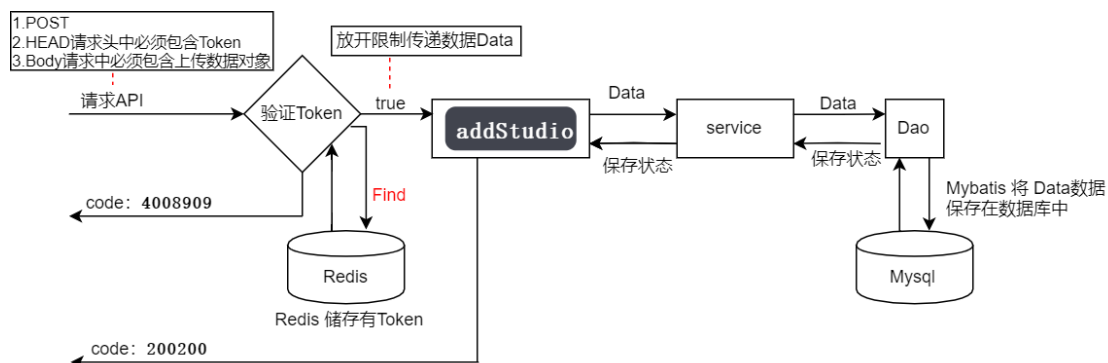 1.POST
2.HEAD请求头中必须包含Token
3.Body请求中必须包含上传数据对象
放开限制传递数据Data
请求API
验证Token
true
addStudio
Data
service
Data
Dao
保存状态
保存状态
Find
code：4008909
Mybatis 将 Data数据
保存在数据库中
Redis
Mysql
Redis 储存有Token
code：200200